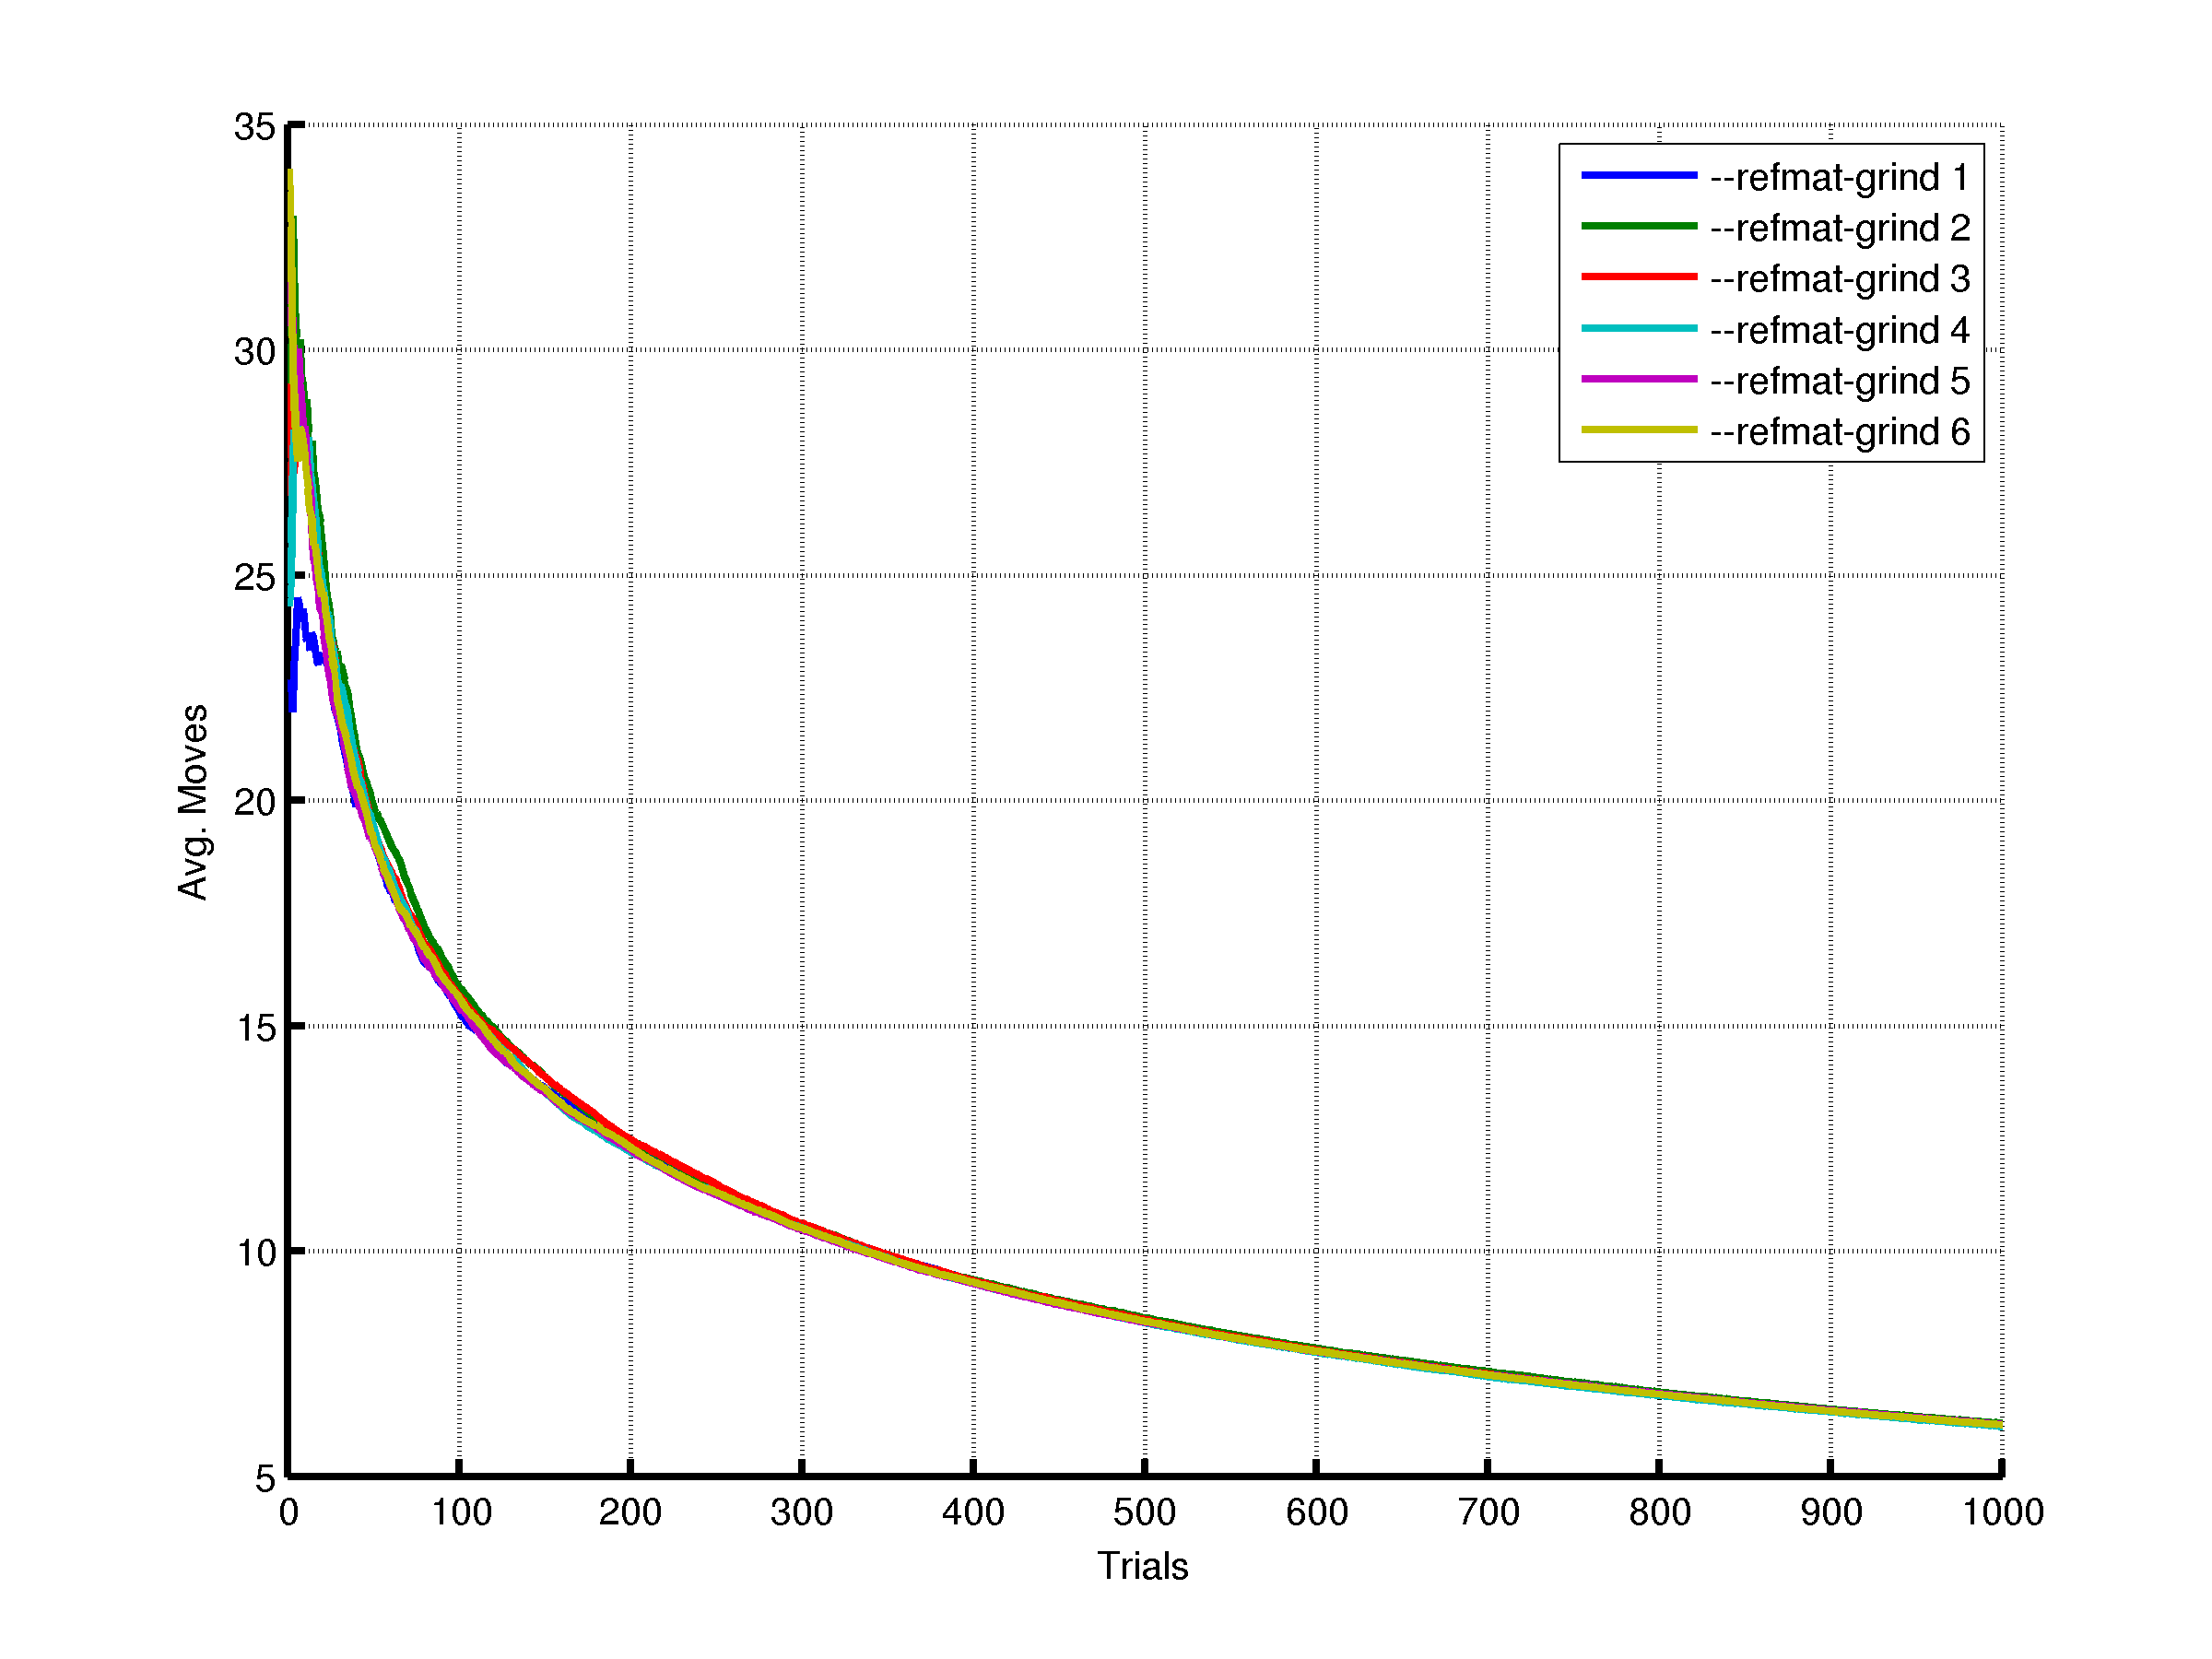 35
30
25
20
15
10
5
0 100 200 300 400 500 600 700 800 900 1000
Avg. Moves
Trials
--refmat-grind 1
--refmat-grind 2
--refmat-grind 3
--refmat-grind 4
--refmat-grind 5
--refmat-grind 6